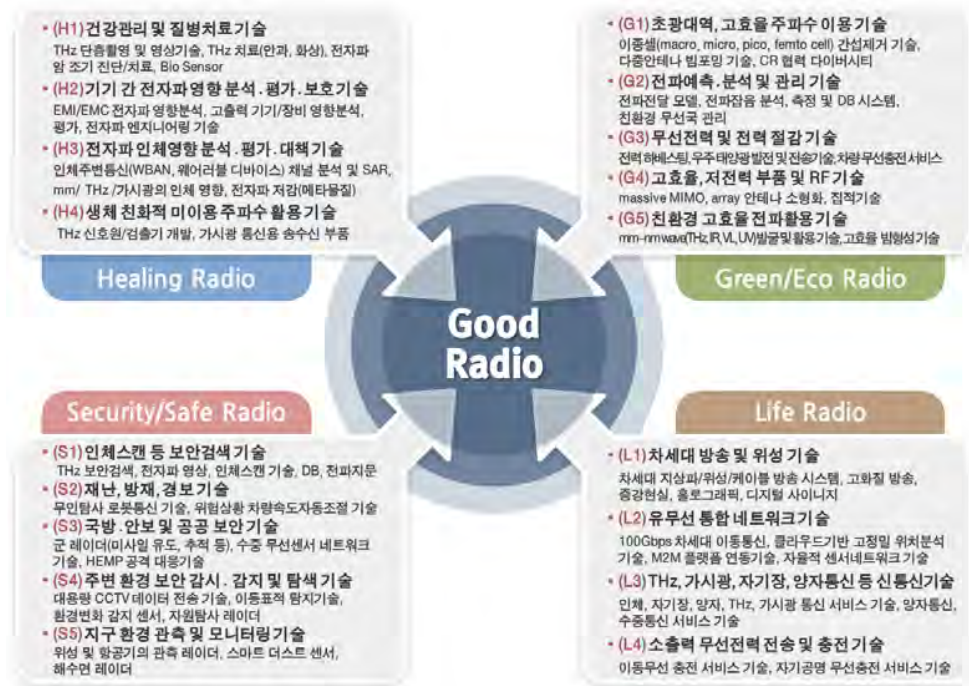 • (H1)건강관리 및 질병치료기술
THz 단층촬영 및 영상기술, THz 치료(안과, 화상), 전자파
암 조기 진단/치료, Bio Sensor
• (H2)기기 간 전자파영향 분석 . 평가 . 보호기술
EMI/EMC 전자파 영향분석, 고출력 기기/장비 영향분석,
평가, 전자파 엔지니어링 기술
• (H3)전자파인체영향 분석 . 평가 . 대책기술
인체주변통신(WBAN, 웨어러블 디바이스) 채널 분석 및 SAR,
mm/ THz /가시광의 인체 영향, 전자파 저감(메타물질)
• (H4)생체 친화적 미이용주파수 활용기술
THz 신호원/검출기 개발, 가시광 통신용 송수신 부품
Healing Radio
• (G1)초광대역, 고효율 주파수 이용기술
이종셀(macro, micro, pico, femto cell) 간섭제거 기술,
다중안테나 빔포밍 기술, CR 협력 다이버시티
• (G2)전파예측 . 분석 및 관리기술
전파전달 모델, 전파잡음 분석, 측정 및 DB 시스템,
친환경 무선국 관리
• (G3)무선전력 및 전력 절감 기술
전력 하베스팅, 우주 태양광 발전 및 전송기술, 차량 무선충전 서비스
• (G4)고효율, 저전력 부품 및 RF기술
massive MIMO, array 안테나 소형화, 집적기술
• (G5)친환경 고효율전파활용기술
mm-nm wave(THz, IR, VL, UV)발굴 및 활용기술, 고효율 빔형성 기술
Green/Eco Radio
Good
Radio
Security/Safe Radio
• (S1)인체스캔 등 보안검색기술
THz 보안검색, 전자파 영상, 인체스캔 기술, DB, 전파지문
• (S2)재난, 방재, 경보기술
무인탐사 로봇통신 기술, 위험상황 차량속도자동조절 기술
• (S3)국방 . 안보 및 공공 보안기술
군 레이더(미사일 유도, 추적 등), 수중 무선센서 네트워크
기술, HEMP 공격 대응기술
• (S4)주변 환경 보안 감시 . 감지 및 탐색 기술
대용량 CCTV 데이터 전송 기술, 이동표적 탐지기술,
환경변화 감지 센서, 자원탐사 레이더
• (S5)지구 환경 관측 및 모니터링기술
위성 및 항공기의 관측 레이더, 스마트 더스트 센서,
해수면 레이더
Life Radio
• (L1)차세대 방송 및 위성 기술
차세대 지상파/위성/케이블 방송 시스템, 고화질 방송,
증강현실, 홀로그래픽, 디지털 사이니지
• (L2)유무선 통합 네트워크기술
100Gbps 차세대 이동통신, 클라우드기반 고정밀 위치분석
기술, M2M 플랫폼 연동기술, 자율적 센서네트워크 기술
• (L3)THz, 가시광, 자기장, 양자통신 등 신통신기술
인체, 자기장, 양자, THz, 가시광 통신 서비스 기술, 양자통신,
수중통신 서비스 기술
• (L4)소출력 무선전력 전송 및 충전 기술
이동무선 충전 서비스 기술, 자기공명 무선충전 서비스 기술